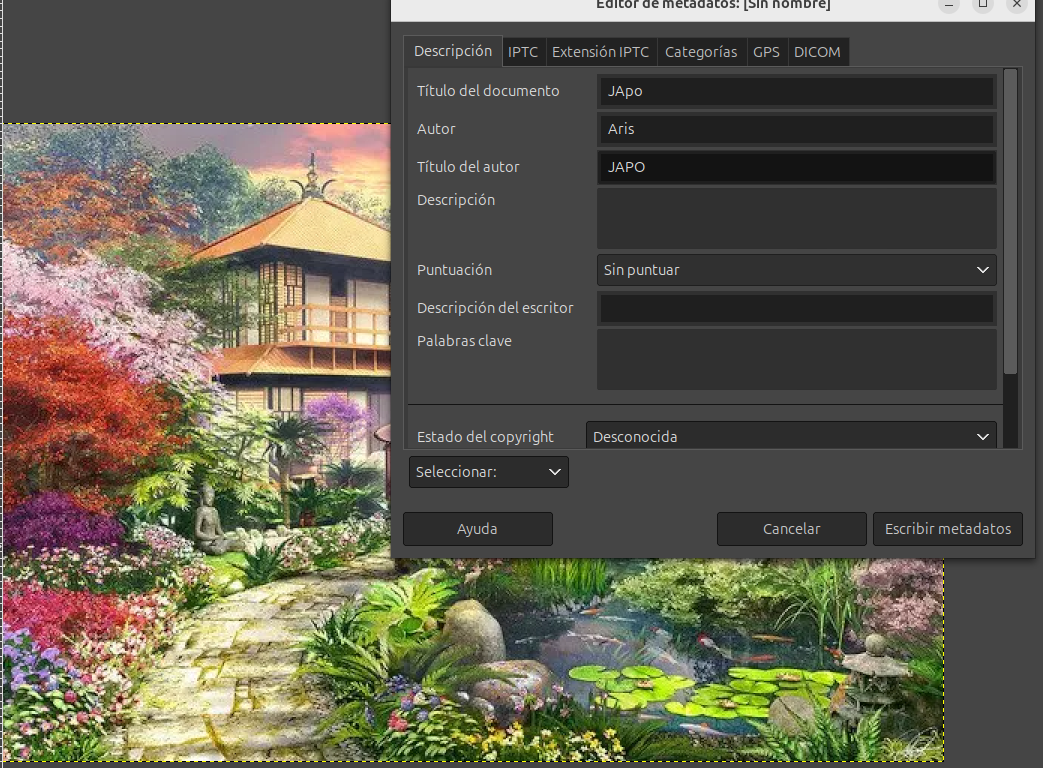 Editor de metadatos: [Sin nombre]
Descripción IPTC Extensión IPTC Categorías GPS DICOM
Título del documento JApo
Autor Aris
Título del autor JAPO
Descripción
Puntuación Sin puntuar
Descripción del escritor
Palabras clave
Estado del copyright Desconocida
Seleccionar:
Ayuda Cancelar Escribir metadatos